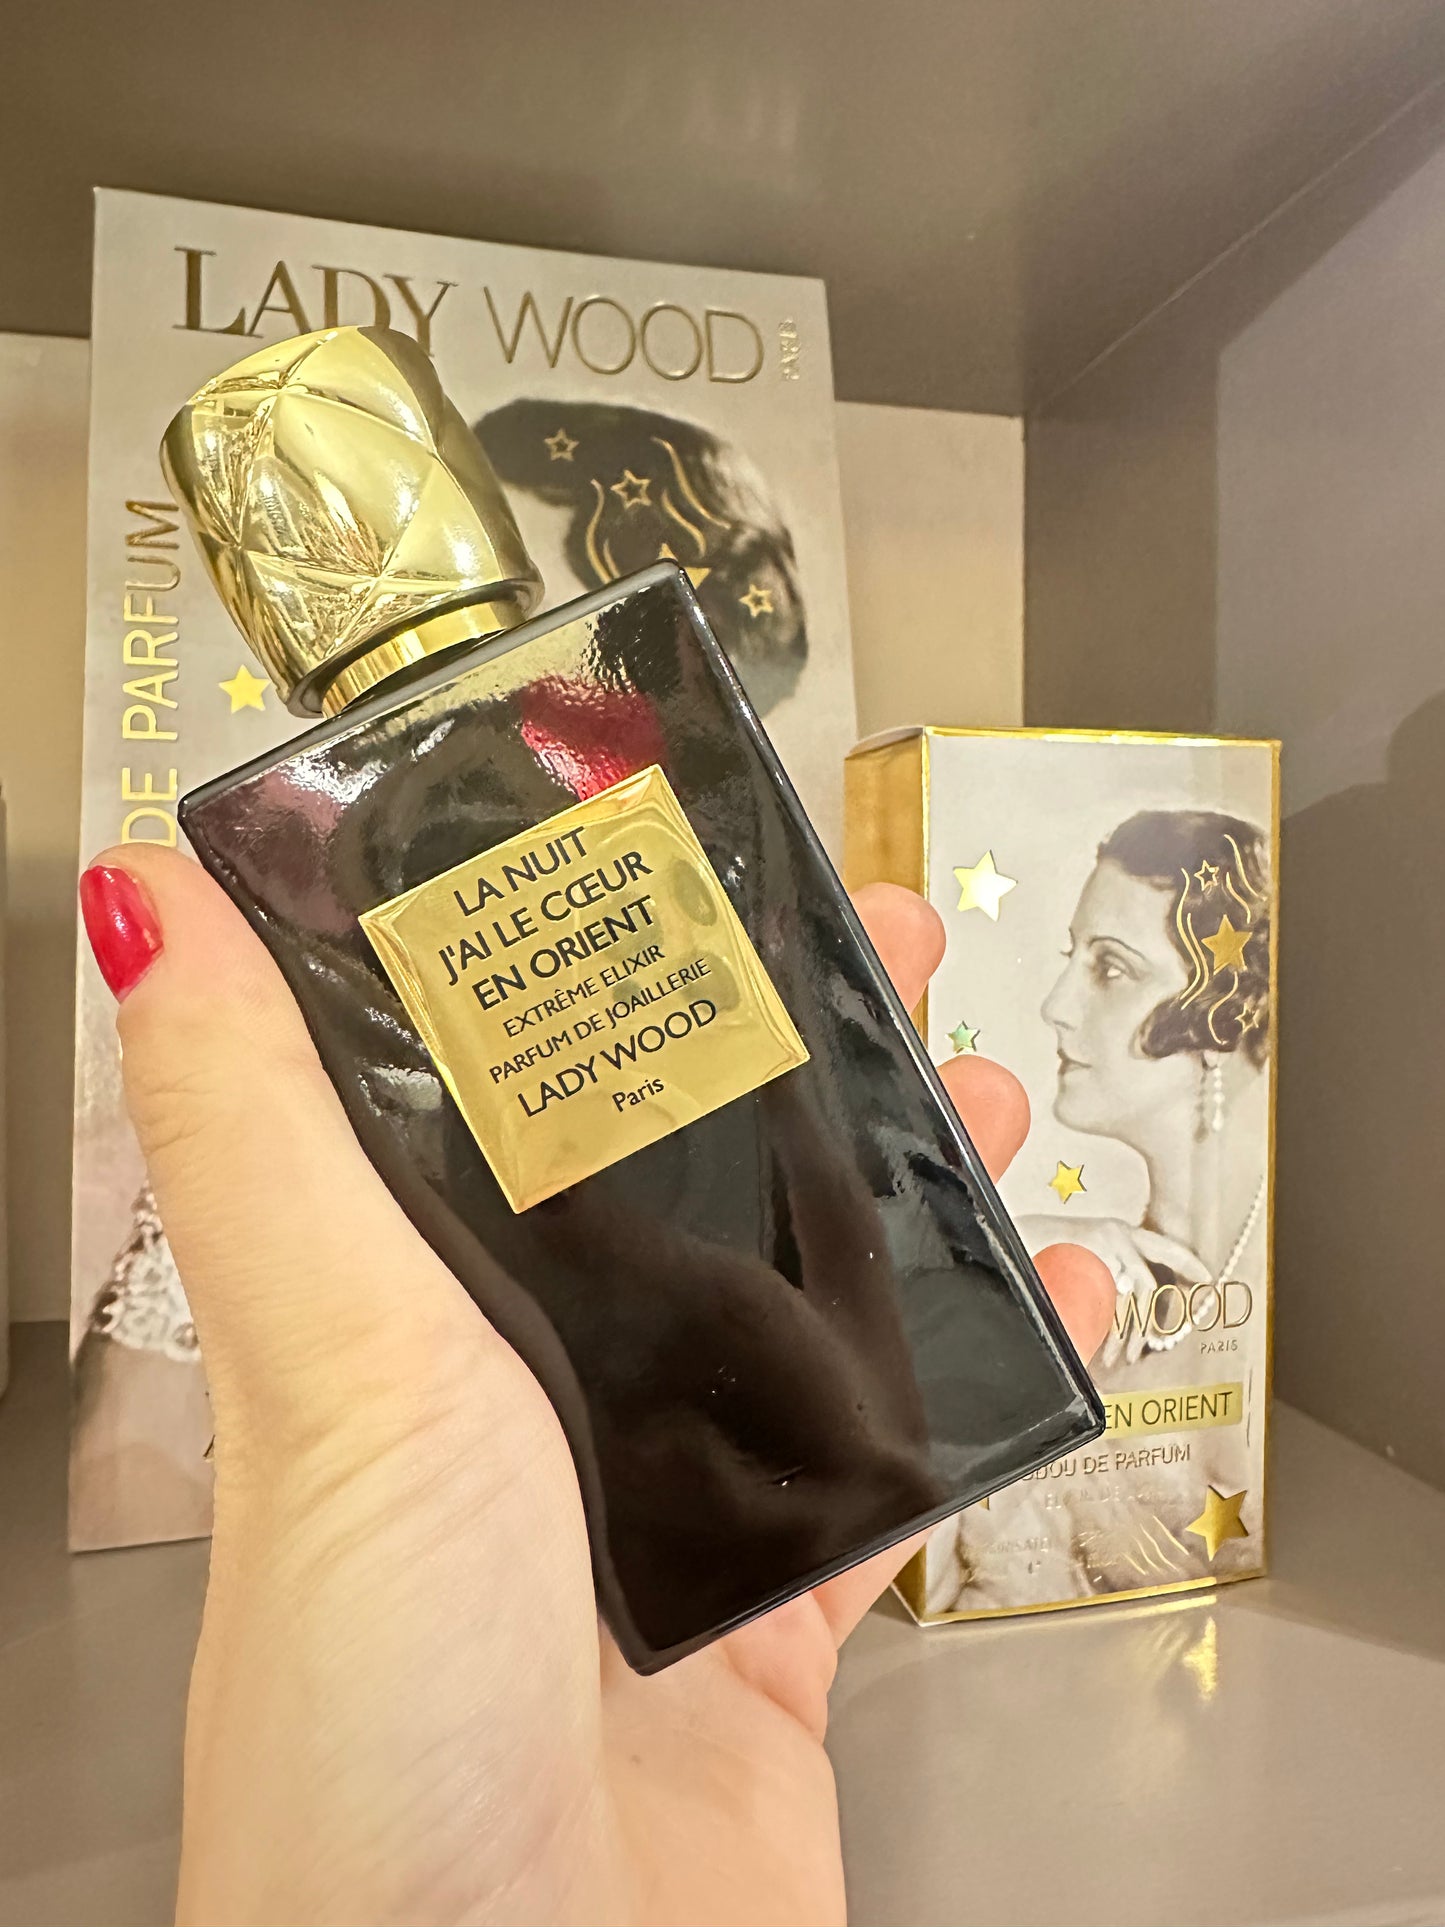 LADY WOOD
PARIS
DE PARFUM
LA NUIT
J'AI LE CŒUR
EN ORIENT
EXTRÊME ELIXIR
PARFUM DE JOAILLERIE
LADY WOOD
Paris
WOOD
PARIS
EN ORIENT
DE PARFUM